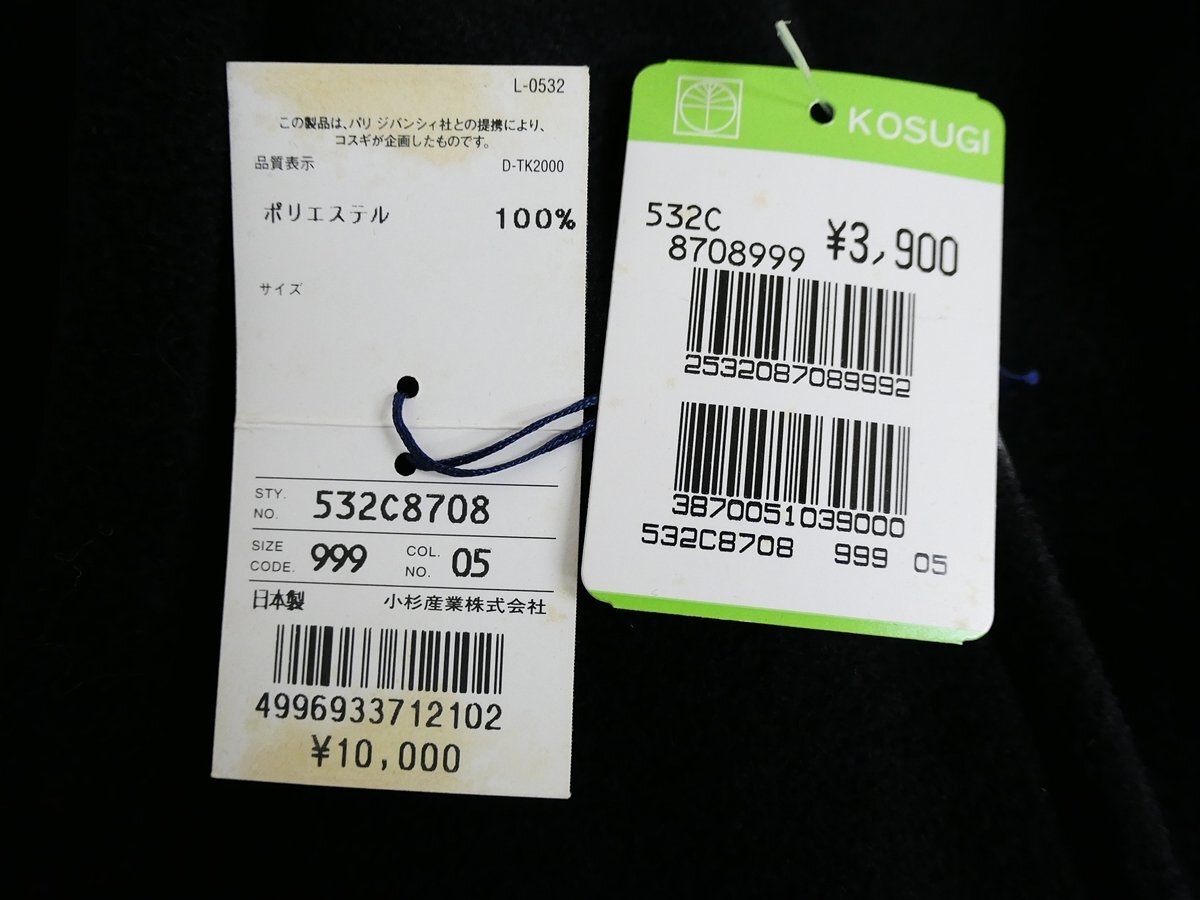 L-0532
この製品は、パリ ジバンシィ社との提携により、
コスギが企画したものです。
品質表示 D-TK2000
ポリエステル 100%
サイズ
STY. NO. 532C8708
SIZE CODE. 999 COL. NO. 05
日本製 小杉産業株式会社
4996933712102
¥10,000
KOSUGI
532C
8708999 ¥3,900
2532087089992
3870051039000
532C8708 999 05